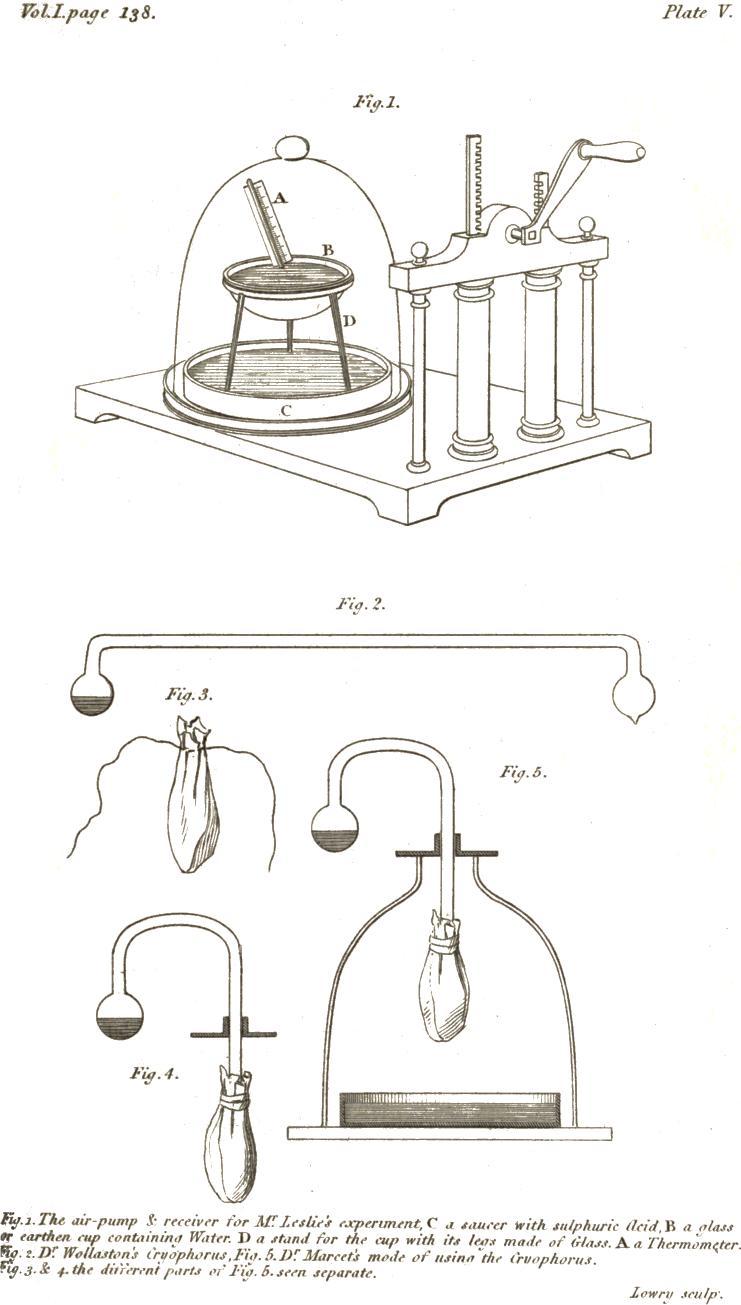 Vol.I.page 138. Plate V.
Fig.1.
A
B
D
C
Fig.2.
Fig.3.
Fig.5.
Fig.4.
Fig.1. The air-pump & receiver for Mr. Leslie's experiment, C a saucer with sulphuric Acid, B a glass
or earthen cup containing Water. D a stand for the cup with its legs made of Glass. A a Thermometer.
Fig. 2. Dr. Wollaston's Cryophorus, Fig. 5. Dr. Marcet's mode of using the Cryophorus.
Fig. 3. & 4. the different parts of Fig. 5. seen separate.
Lowry sculp.